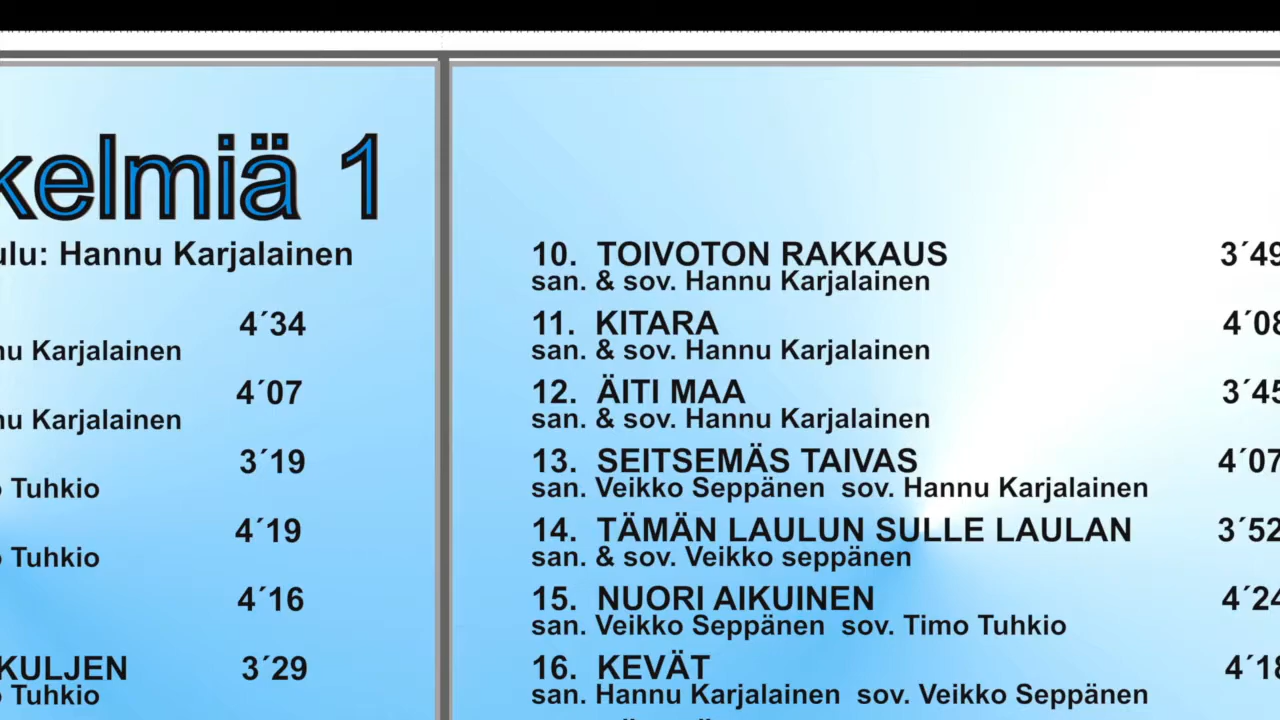 kelmiä 1
ulu: Hannu Karjalainen
4´34
nu Karjalainen
4´07
nu Karjalainen
3´19
o Tuhkio
4´19
o Tuhkio
4´16
KULJEN 3´29
o Tuhkio
10. TOIVOTON RAKKAUS 3´49
san. & sov. Hannu Karjalainen
11. KITARA 4´08
san. & sov. Hannu Karjalainen
12. ÄITI MAA 3´45
san. & sov. Hannu Karjalainen
13. SEITSEMÄS TAIVAS 4´07
san. Veikko Seppänen sov. Hannu Karjalainen
14. TÄMÄN LAULUN SULLE LAULAN 3´52
san. & sov. Veikko seppänen
15. NUORI AIKUINEN 4´24
san. Veikko Seppänen sov. Timo Tuhkio
16. KEVÄT 4´18
san. Hannu Karjalainen sov. Veikko Seppänen